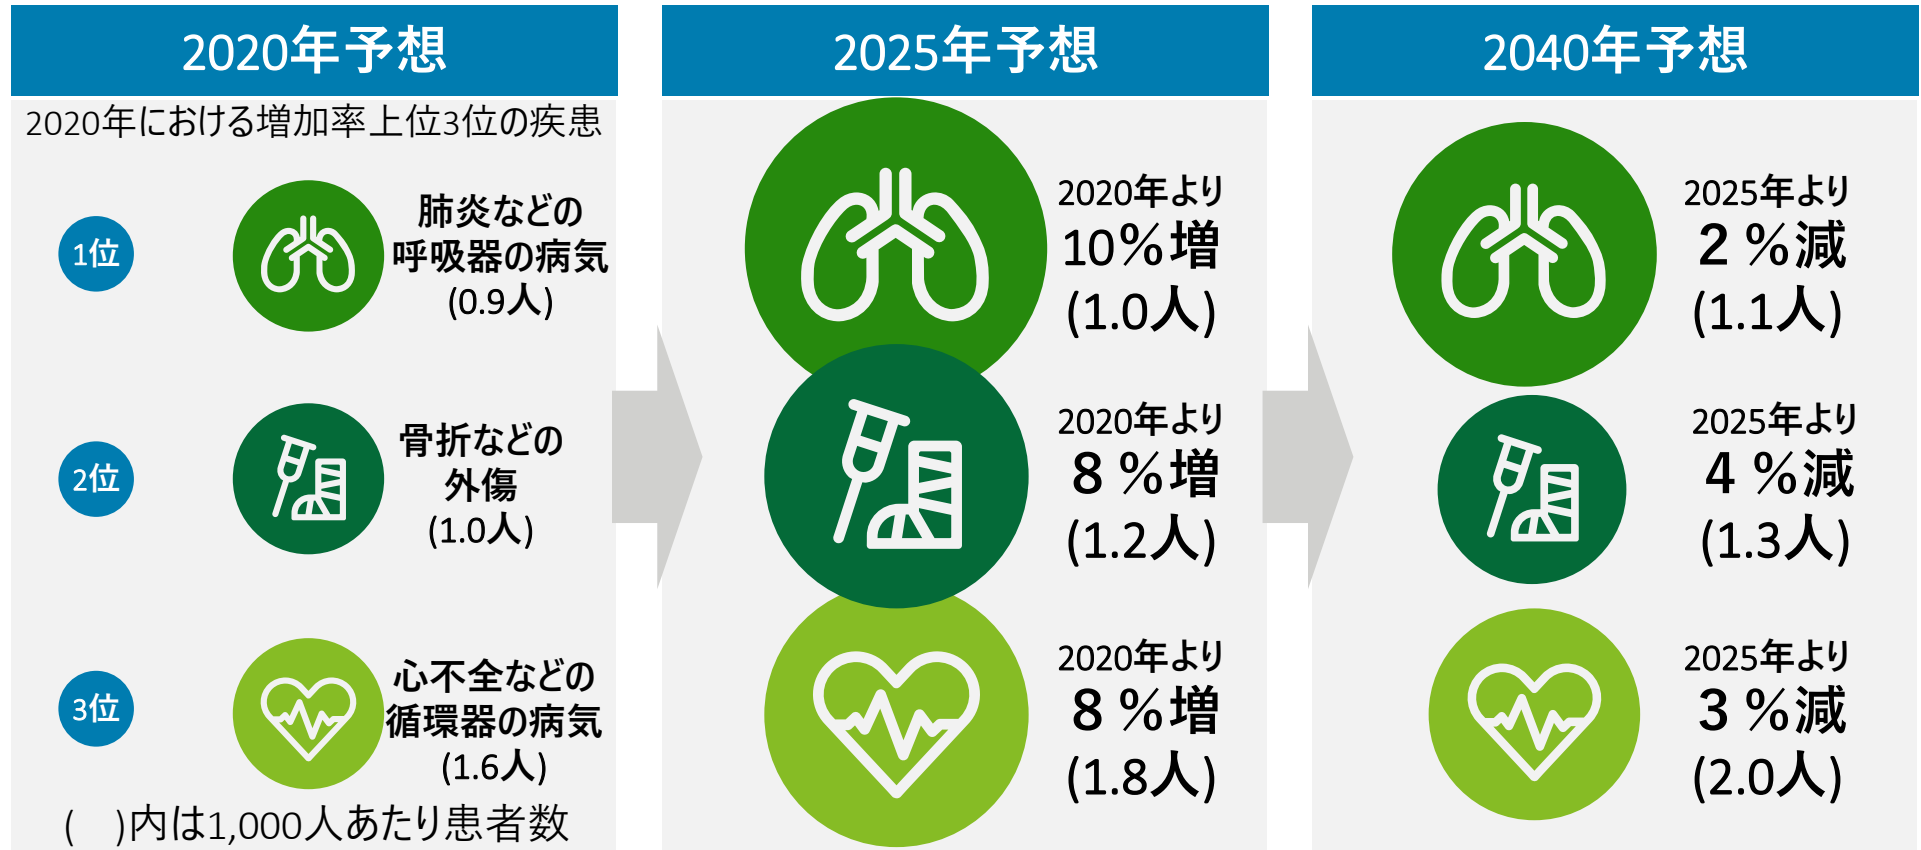 2020年予想
2020年における増加率上位3位の疾患
1位
肺炎などの
呼吸器の病気
(0.9人)
2位
骨折などの
外傷
(1.0人)
3位
心不全などの
循環器の病気
(1.6人)
(　)内は1,000人あたり患者数
2025年予想
2020年より
10%増
(1.0人)
2020年より
8 %増
(1.2人)
2020年より
8 %増
(1.8人)
2040年予想
2025年より
2 %減
(1.1人)
2025年より
4 %減
(1.3人)
2025年より
3 %減
(2.0人)